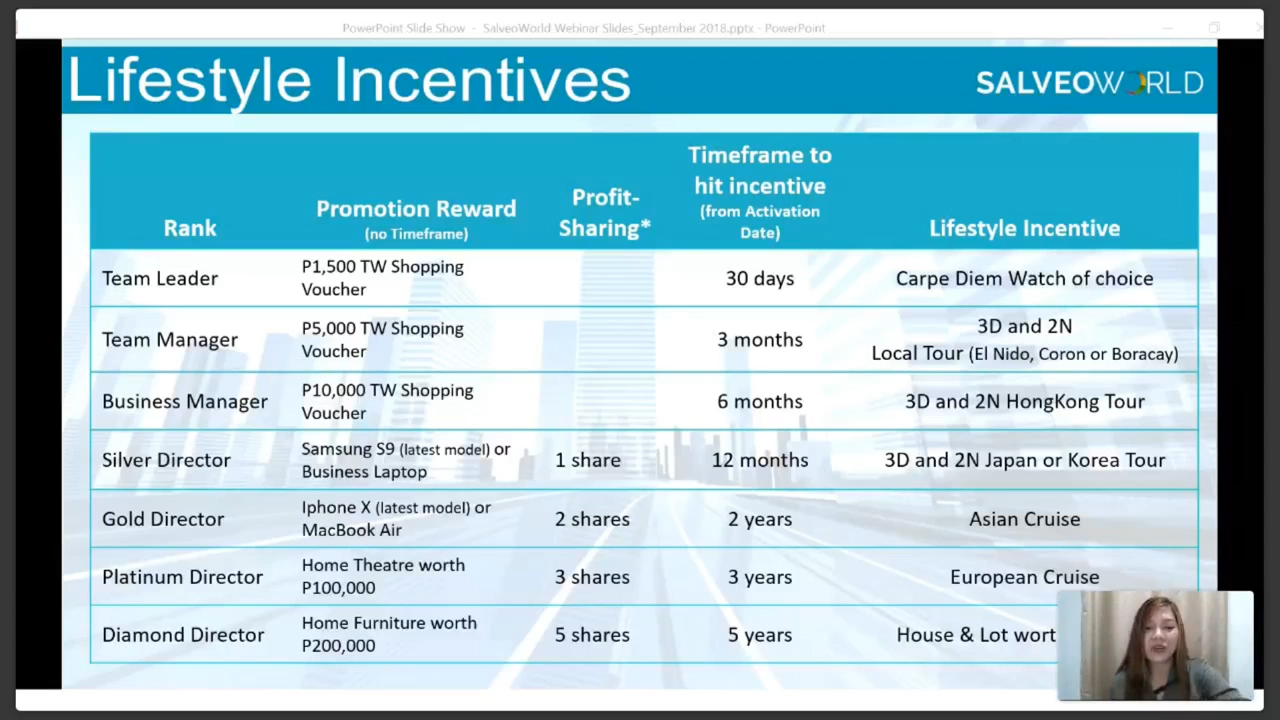 PowerPoint Slide Show - SalveoWorld Webinar Slides_September 2018.pptx - PowerPoint
Lifestyle Incentives
SALVEOWORLD
Rank
Promotion Reward
(no Timeframe)
Profit-
Sharing*
Timeframe to
hit incentive
(from Activation
Date)
Lifestyle Incentive
Team Leader
P1,500 TW Shopping
Voucher
30 days
Carpe Diem Watch of choice
Team Manager
P5,000 TW Shopping
Voucher
3 months
3D and 2N
Local Tour (El Nido, Coron or Boracay)
Business Manager
P10,000 TW Shopping
Voucher
6 months
3D and 2N HongKong Tour
Silver Director
Samsung S9 (latest model) or
Business Laptop
1 share
12 months
3D and 2N Japan or Korea Tour
Gold Director
Iphone X (latest model) or
MacBook Air
2 shares
2 years
Asian Cruise
Platinum Director
Home Theatre worth
P100,000
3 shares
3 years
European Cruise
Diamond Director
Home Furniture worth
P200,000
5 shares
5 years
House & Lot